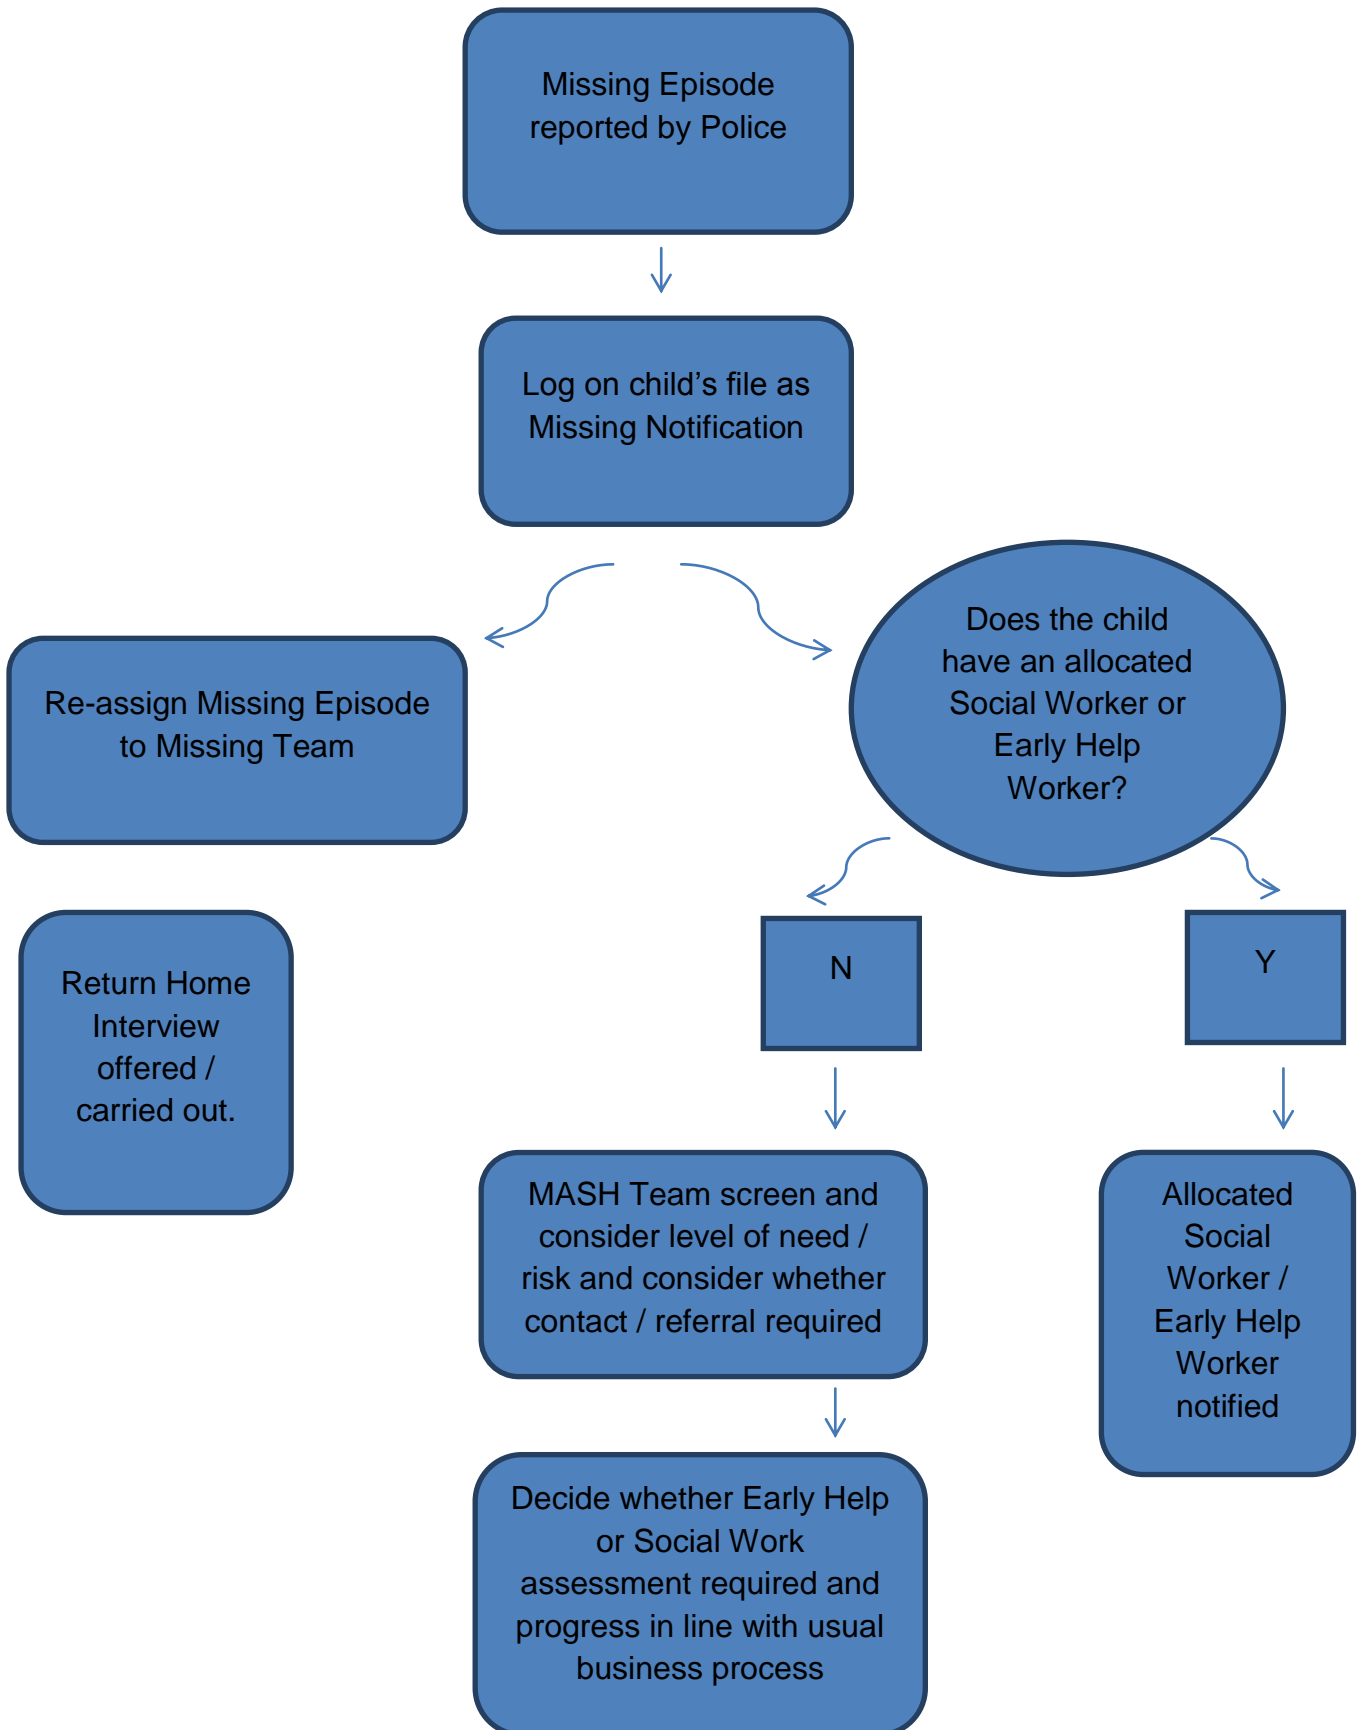 Missing Episode
reported by Police
Log on child’s file as
Missing Notification
Does the child
have an allocated
Social Worker or
Early Help
Worker?
Re-assign Missing Episode
to Missing Team
Return Home
Interview
offered /
carried out.
N
Y
MASH Team screen and
consider level of need /
risk and consider whether
contact / referral required
Allocated
Social
Worker /
Early Help
Worker
notified
Decide whether Early Help
or Social Work
assessment required and
progress in line with usual
business process